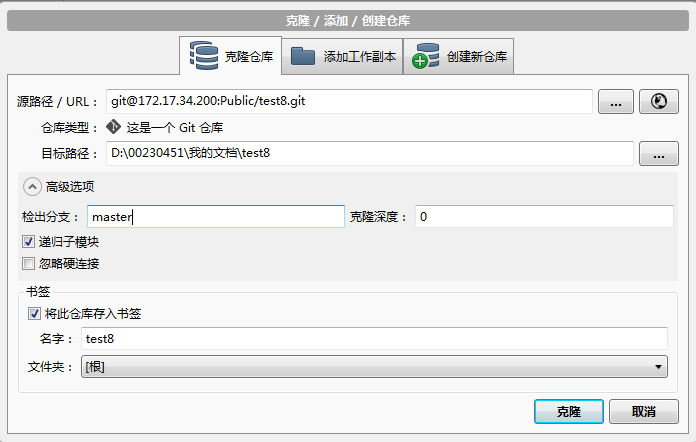 克隆 / 添加 / 创建仓库
克隆仓库 添加工作副本 创建新仓库
源路径 / URL： git@172.17.34.200:Public/test8.git ...
仓库类型： 这是一个 Git 仓库
目标路径： D:\00230451\我的文档\test8 ...
高级选项
检出分支： master 克隆深度： 0
递归子模块
忽略硬连接
书签
将此仓库存入书签
名字： test8
文件夹： [根]
克隆 取消